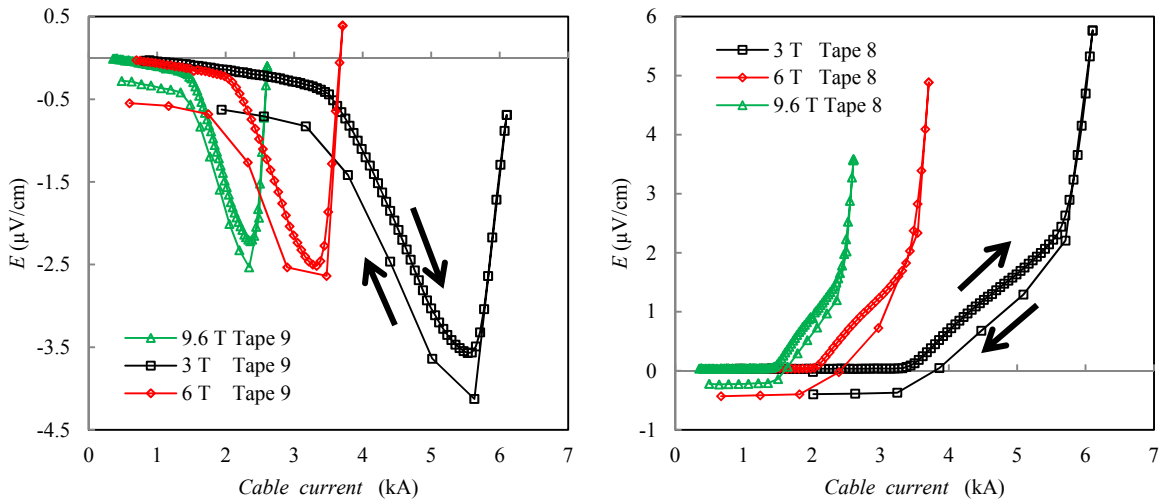 0.5
-0.5
-1.5
-2.5
-3.5
-4.5
E (µV/cm)
9.6 T Tape 9
3 T Tape 9
6 T Tape 9
0 1 2 3 4 5 6 7
Cable current (kA)
6
5
4
3
2
1
0
-1
E (µV/cm)
3 T Tape 8
6 T Tape 8
9.6 T Tape 8
0 1 2 3 4 5 6 7
Cable current (kA)